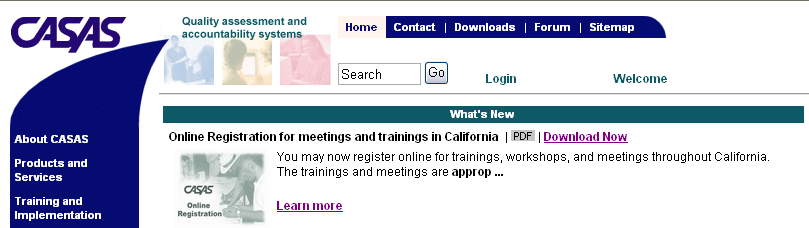 CASAS
Quality assessment and
accountability systems
Home Contact | Downloads | Forum | Sitemap
Search Go Login Welcome
What's New
About CASAS
Products and
Services
Training and
Implementation
Online Registration for meetings and trainings in California | PDF | Download Now
CASAS
Online
Registration
You may now register online for trainings, workshops, and meetings throughout California.
The trainings and meetings are approp ...
Learn more